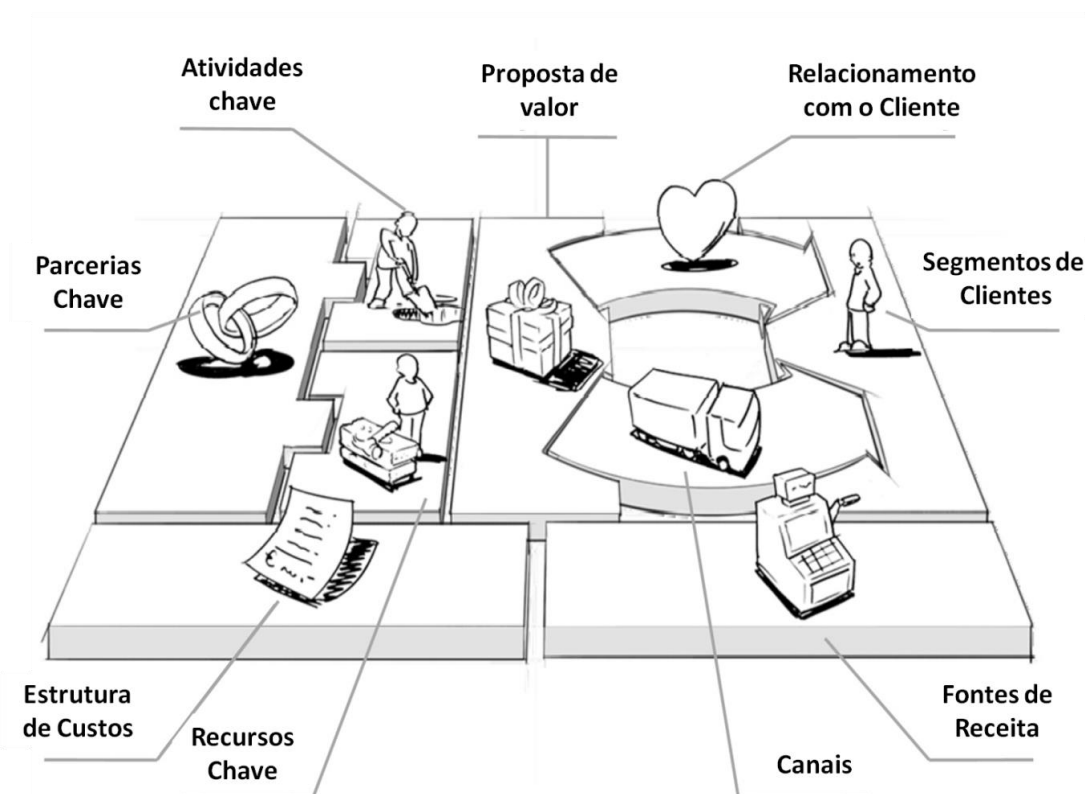 Atividades
chave
Proposta de
valor
Relacionamento
com o Cliente
Parcerias
Chave
Segmentos de
Clientes
Estrutura
de Custos
Recursos
Chave
Canais
Fontes de
Receita